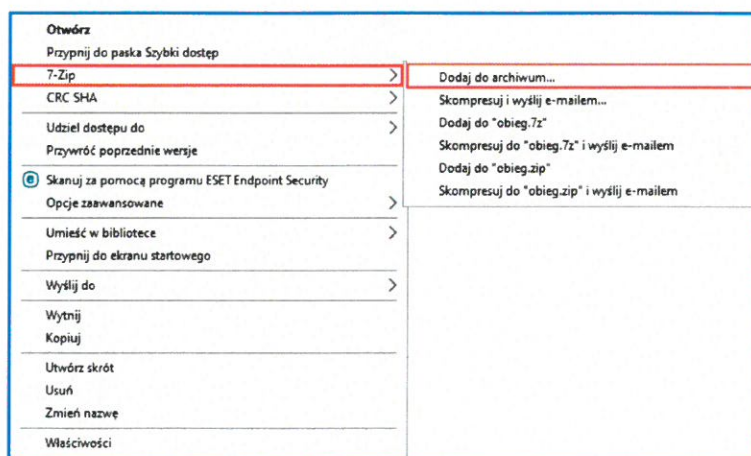 Otwórz
Przypnij do paska Szybki dostęp
7-Zip
CRC SHA
Udziel dostępu do
Przywróć poprzednie wersje
Skanuj za pomocą programu ESET Endpoint Security
Opcje zaawansowane
Umieść w bibliotece
Przypnij do ekranu startowego
Wyślij do
Wytnij
Kopiuj
Utwórz skrót
Usuń
Zmień nazwę
Właściwości
Dodaj do archiwum...
Skompresuj i wyślij e-mailem...
Dodaj do "obieg.7z"
Skompresuj do "obieg.7z" i wyślij e-mailem
Dodaj do "obieg.zip"
Skompresuj do "obieg.zip" i wyślij e-mailem